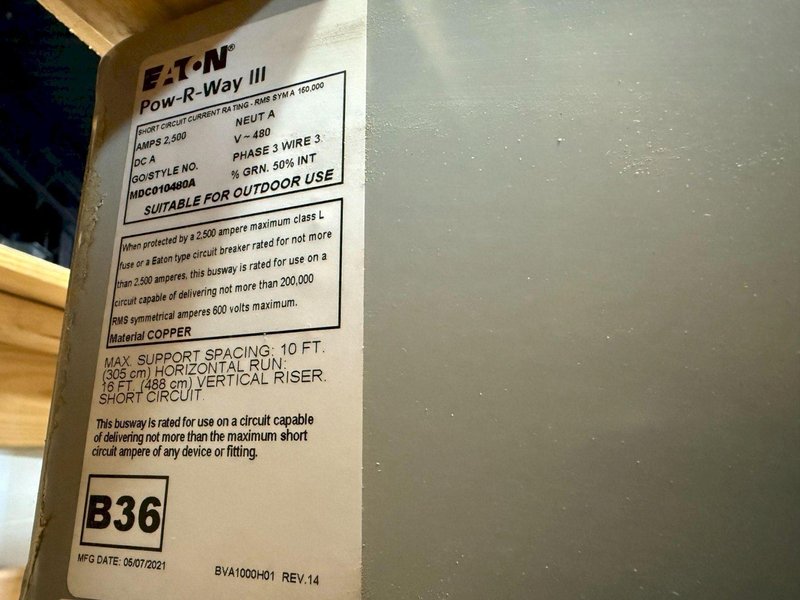 EATON®
Pow-R-Way III
SHORT CIRCUIT CURRENT RATING - RMS SYM A 150,000
AMPS 2,500 NEUT A
DC A V ~ 480
GO/STYLE NO. PHASE 3 WIRE 3
MDC010480A % GRN. 50% INT
SUITABLE FOR OUTDOOR USE
When protected by a 2,500 ampere maximum class L
fuse or a Eaton type circuit breaker rated for not more
than 2,500 amperes, this busway is rated for use on a
circuit capable of delivering not more than 200,000
RMS symmetrical amperes 600 volts maximum.
Material COPPER
MAX. SUPPORT SPACING: 10 FT.
(305 cm) HORIZONTAL RUN:
16 FT. (488 cm) VERTICAL RISER.
SHORT CIRCUIT.
This busway is rated for use on a circuit capable
of delivering not more than the maximum short
circuit ampere of any device or fitting.
B36
MFG DATE: 05/07/2021
BVA1000H01 REV.14